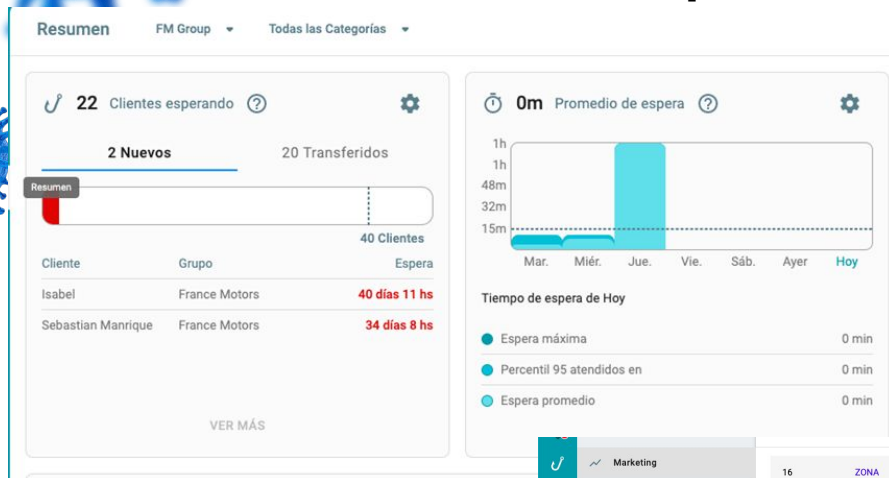 Resumen FM Group Todas las Categorías
22 Clientes esperando ?
2 Nuevos 20 Transferidos
Resumen
40 Clientes
Cliente Grupo Espera
Isabel France Motors 40 días 11 hs
Sebastian Manrique France Motors 34 días 8 hs
VER MÁS
0m Promedio de espera ?
1h
1h
48m
32m
15m
Mar. Miér. Jue. Vie. Sáb. Ayer Hoy
Tiempo de espera de Hoy
Espera máxima 0 min
Percentil 95 atendidos en 0 min
Espera promedio 0 min
Marketing
16 ZONA